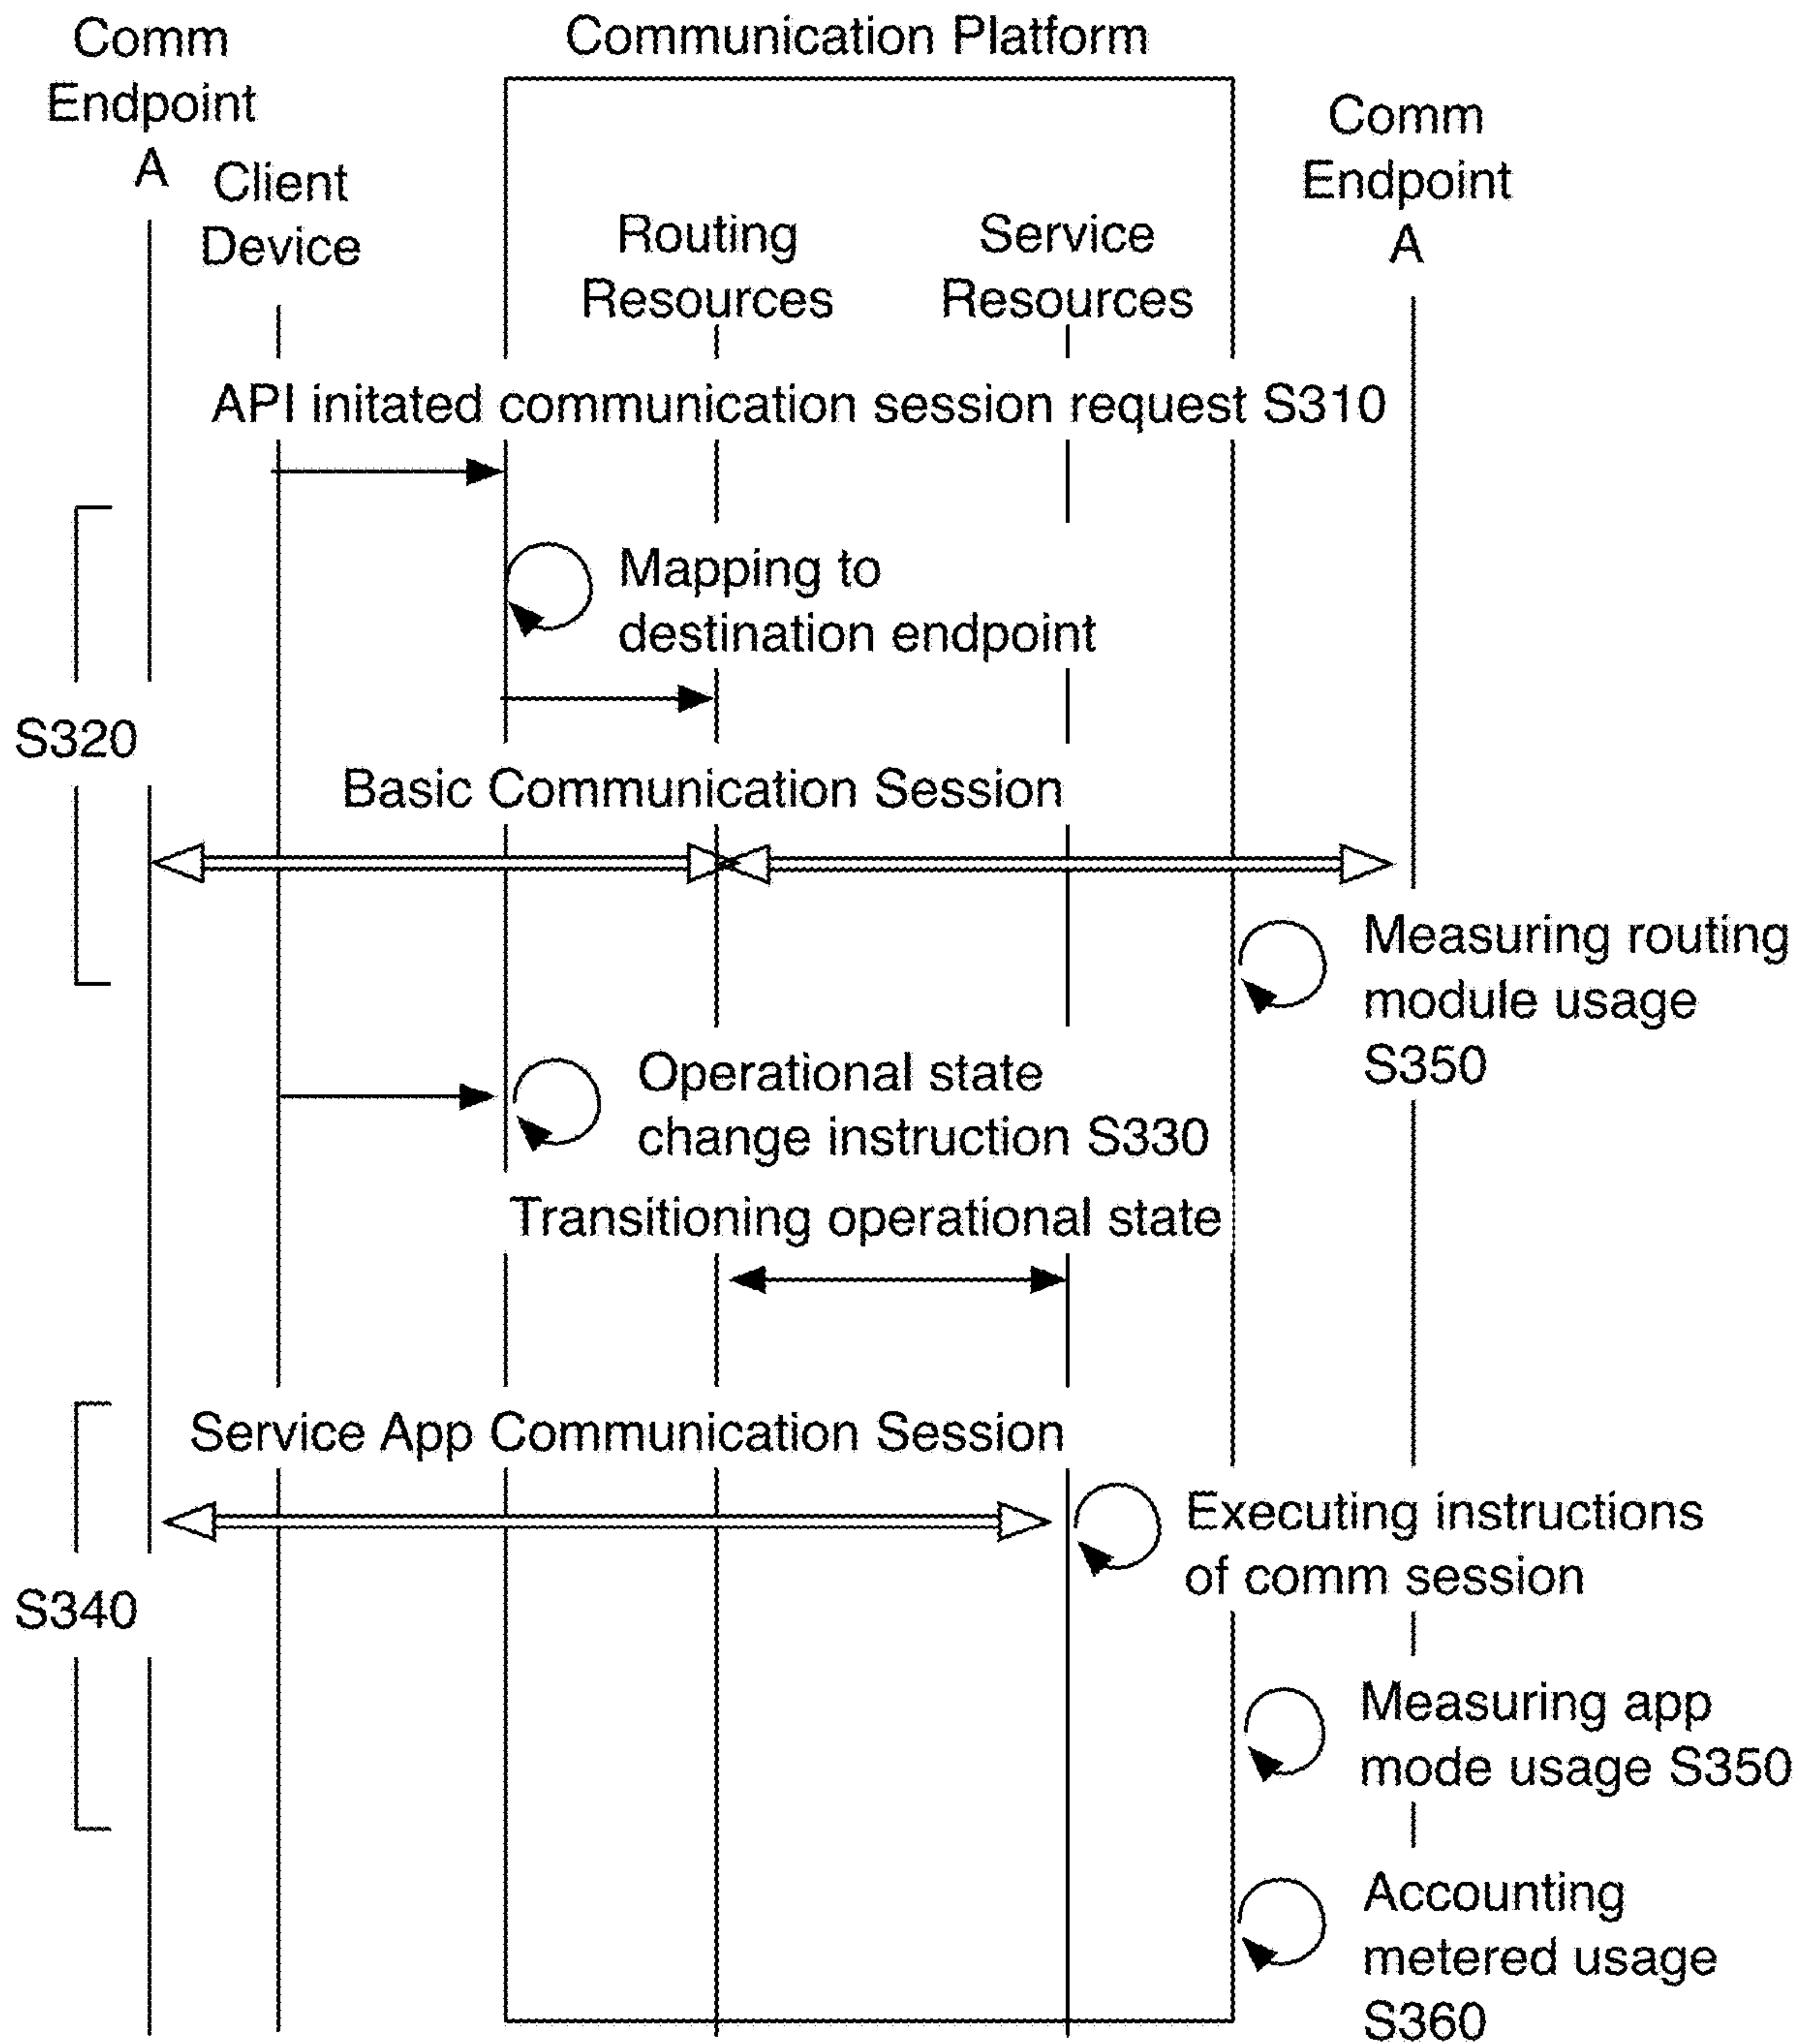 Comm
Endpoint
A
Client
Device
Communication Platform
Routing
Resources
Service
Resources
Comm
Endpoint
A
API initated communication session request S310
Mapping to
destination endpoint
S320
Basic Communication Session
Measuring routing
module usage
S350
Operational state
change instruction S330
Transitioning operational state
Service App Communication Session
Executing instructions
of comm session
S340
Measuring app
mode usage S350
Accounting
metered usage
S360